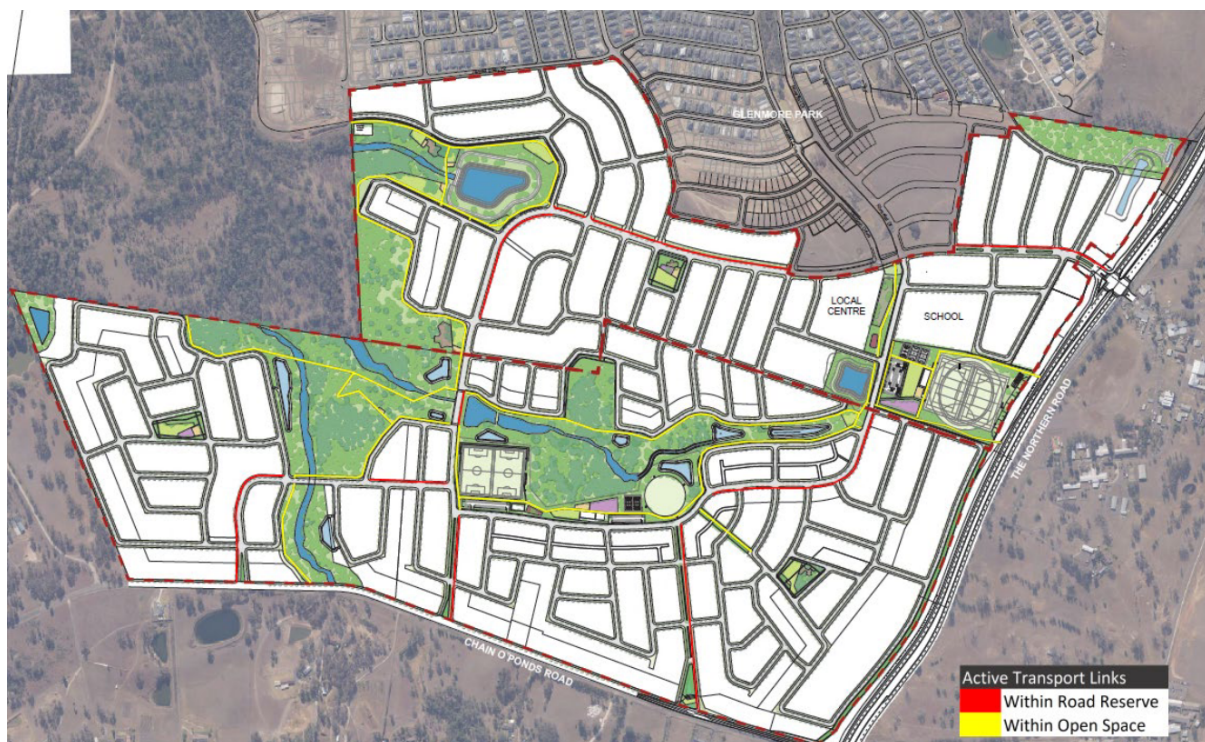 GLENMORE PARK
LOCAL
CENTRE
SCHOOL
THE NORTHERN ROAD
CHAIN O PONDS ROAD
Active Transport Links
Within Road Reserve
Within Open Space